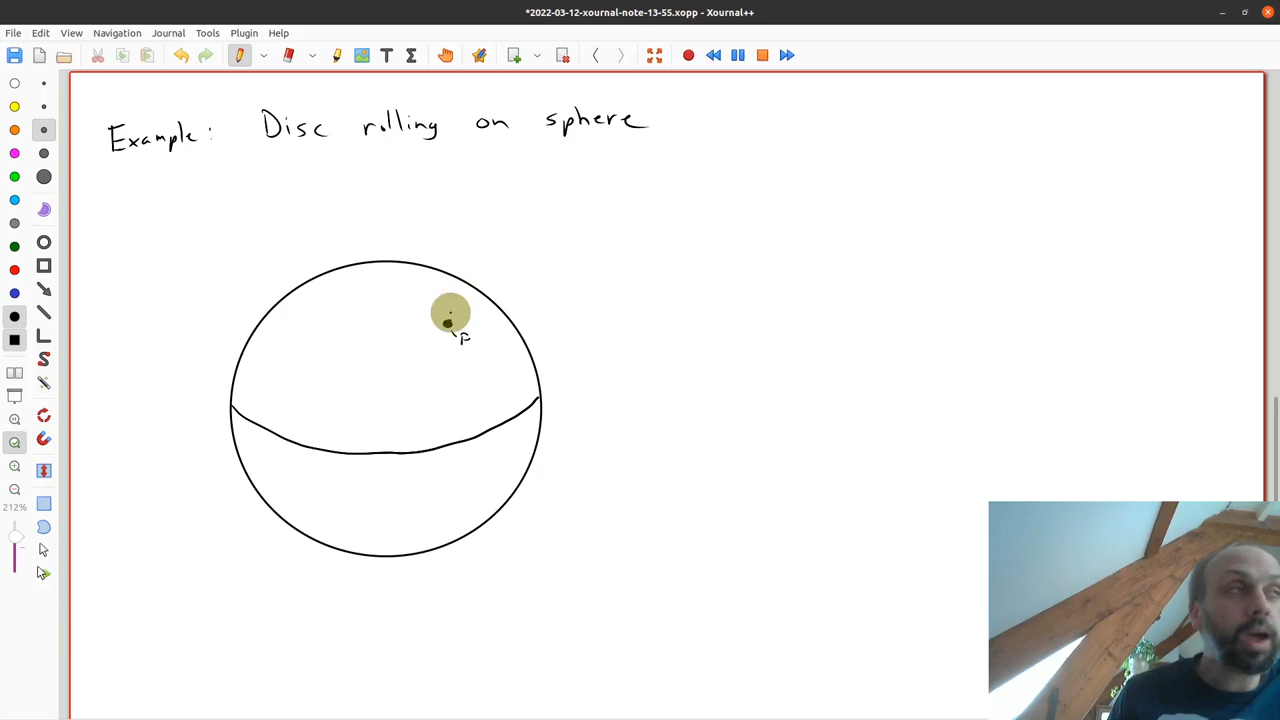 *2022-03-12-xournal-note-13-55.xopp - Xournal++
File Edit View Navigation Journal Tools Plugin Help
Example: Disc rolling on sphere
P
212%